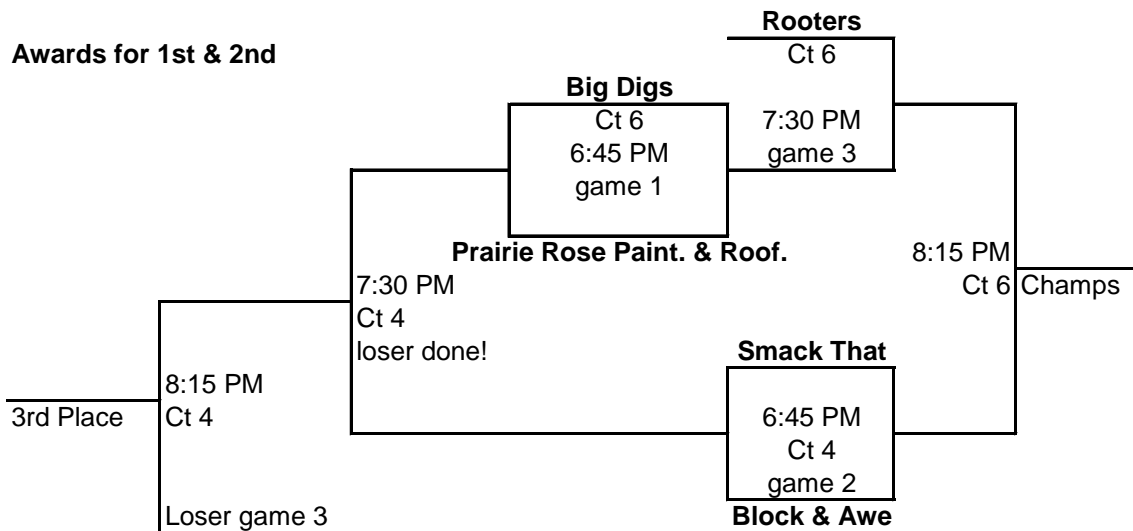 Rooters
Awards for 1st & 2nd
Ct 6
Big Digs
Ct 6
7:30 PM
6:45 PM
game 3
game 1
Prairie Rose Paint. & Roof.
8:15 PM
7:30 PM
Ct 6
Champs
Ct 4
loser done!
Smack That
8:15 PM
3rd Place
Ct 4
6:45 PM
Ct 4
game 2
Loser game 3
Block & Awe